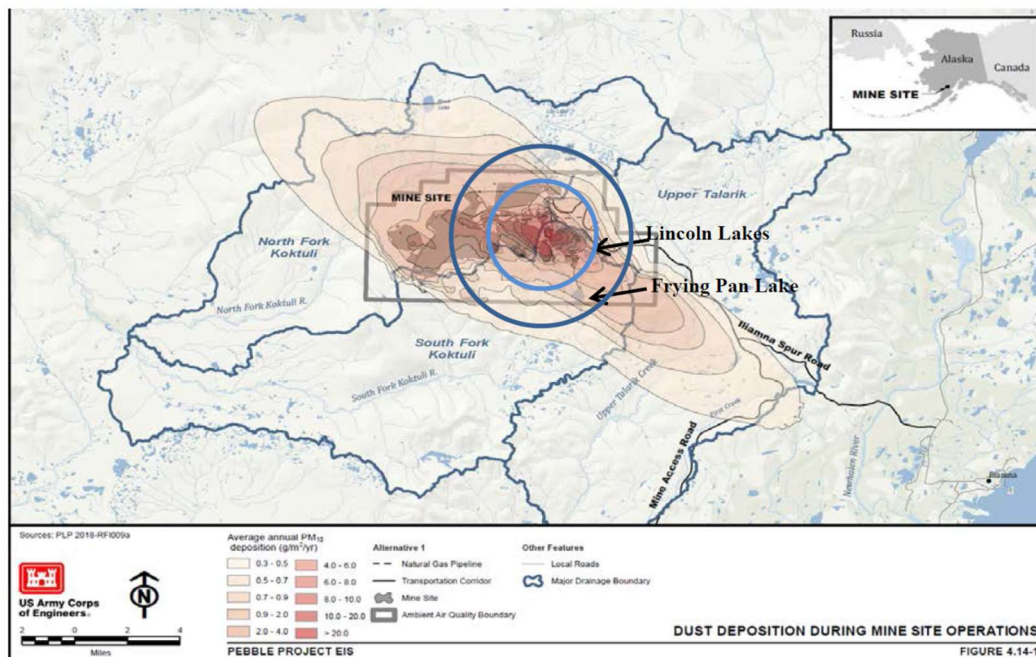 Russia
Alaska
Canada
MINE SITE
Upper Talarik
MINE SITE
Lincoln Lakes
North Fork
Koktuli
Frying Pan Lake
North Fork Koktuli R.
Iliamna Spur Road
South Fork
Koktuli
South Fork Koktuli R.
Upper Talarik Creek
First Creek
Mine Access Road
Newhalen River
Iliamna
Sources: PLP 2018-RFI009a
US Army Corps
of Engineers
2 0 2 4
Miles
Average annual PM10
deposition (g/m²/yr)
0.3 - 0.5
0.5 - 0.7
0.7 - 0.9
0.9 - 2.0
2.0 - 4.0
4.0 - 6.0
6.0 - 8.0
8.0 - 10.0
10.0 - 20.0
> 20.0
Alternative 1
Natural Gas Pipeline
Transportation Corridor
Mine Site
Ambient Air Quality Boundary
Other Features
Local Roads
Major Drainage Boundary
DUST DEPOSITION DURING MINE SITE OPERATIONS
PEBBLE PROJECT EIS